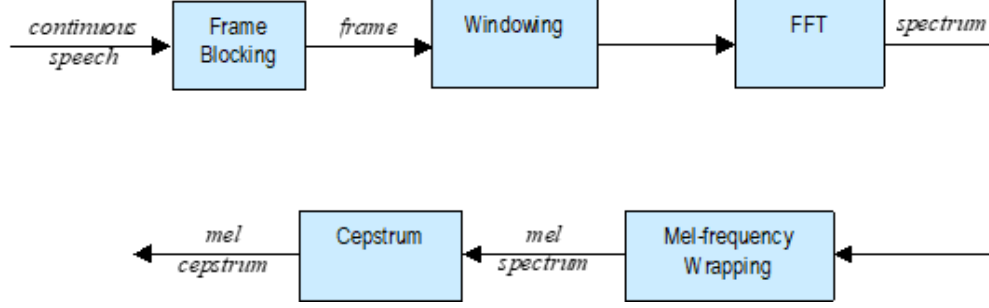 continuous
speech
Frame
Blocking
frame
Windowing
FFT
spectrum
mel
cepstrum
Cepstrum
mel
spectrum
Mel-frequency
Wrapping